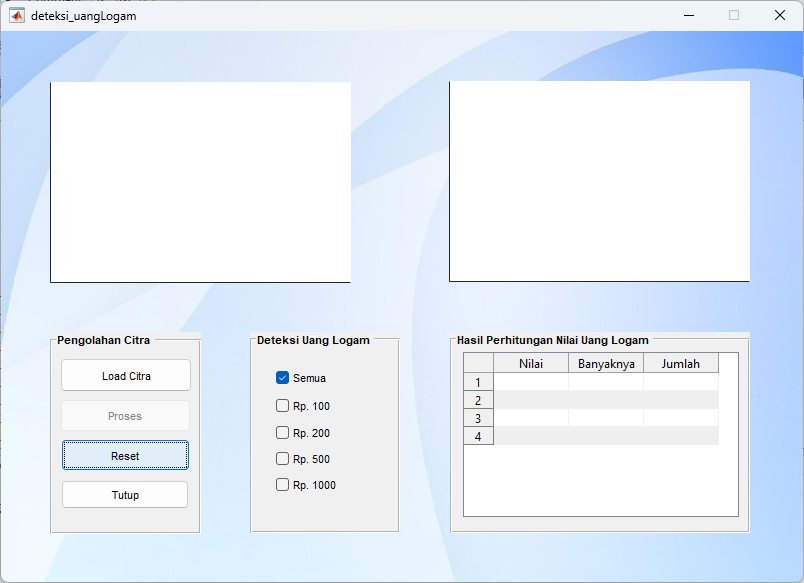 deteksi_uangLogam
Pengolahan Citra
Load Citra
Proses
Reset
Tutup
Deteksi Uang Logam
Semua
Rp. 100
Rp. 200
Rp. 500
Rp. 1000
Hasil Perhitungan Nilai Uang Logam
Nilai Banyaknya Jumlah
1
2
3
4